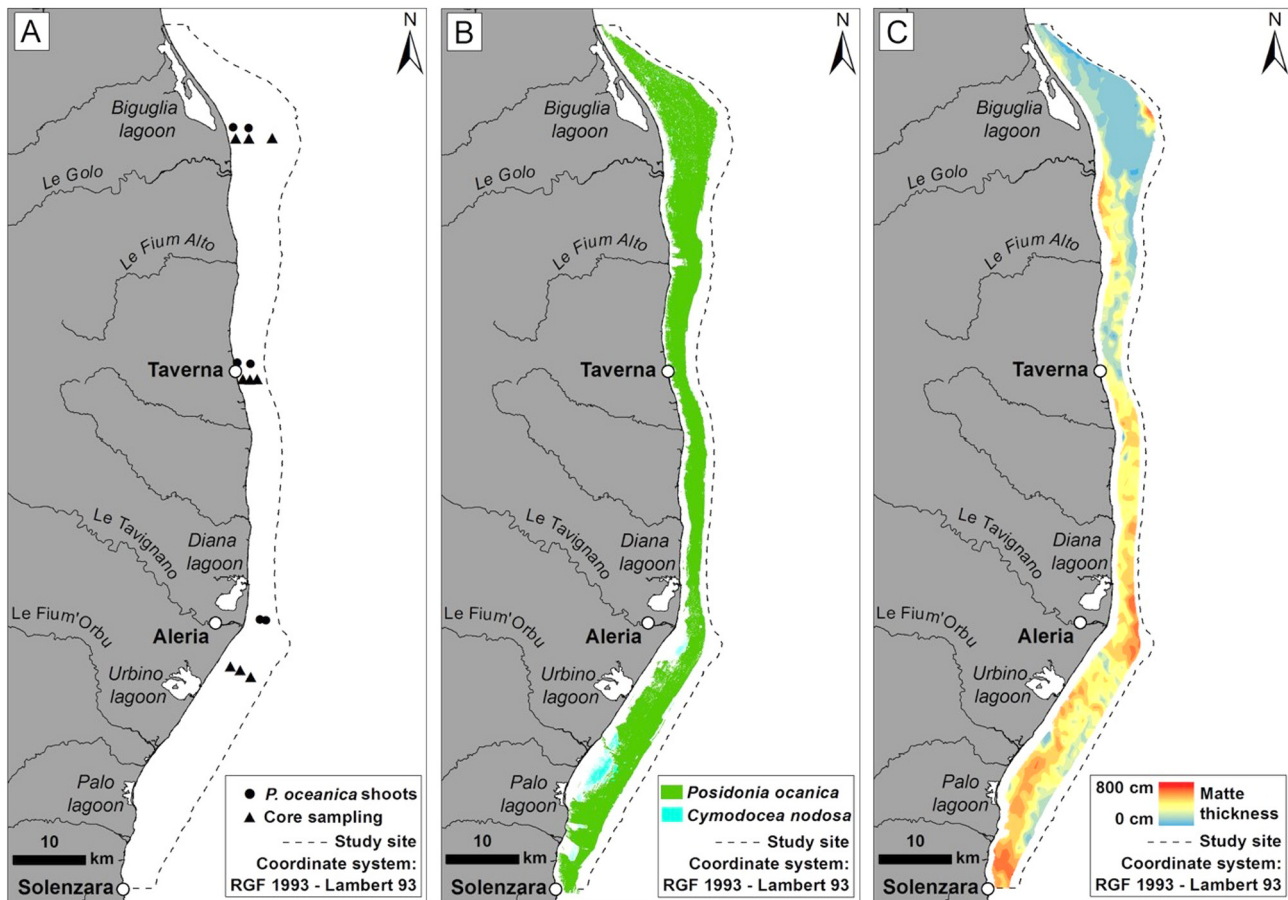 A
N
Biguglia
lagoon
Le Golo
Le Fium Alto
Taverna
Le Tavignano
Diana
lagoon
Le Fium'Orbu
Aleria
Urbino
lagoon
Palo
lagoon
10
km
Solenzara
P. oceanica shoots
Core sampling
Study site
Coordinate system:
RGF 1993 - Lambert 93
B
N
Biguglia
lagoon
Le Golo
Le Fium Alto
Taverna
Le Tavignano
Diana
lagoon
Le Fium'Orbu
Aleria
Urbino
lagoon
Palo
lagoon
10
km
Solenzara
Posidonia ocanica
Cymodocea nodosa
Study site
Coordinate system:
RGF 1993 - Lambert 93
C
N
Biguglia
lagoon
Le Golo
Le Fium Alto
Taverna
Le Tavignano
Diana
lagoon
Le Fium'Orbu
Aleria
Urbino
lagoon
Palo
lagoon
10
km
Solenzara
800 cm
0 cm
Matte
thickness
Study site
Coordinate system:
RGF 1993 - Lambert 93